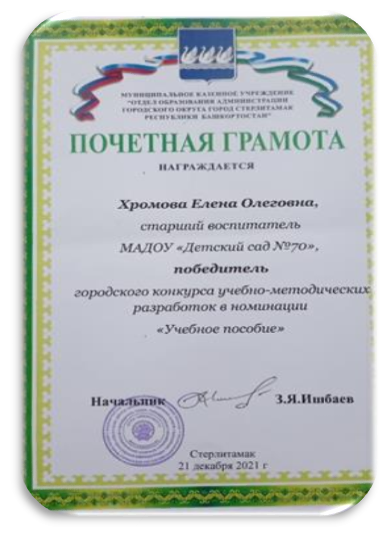 МУНИЦИПАЛЬНОЕ КАЗЕННОЕ УЧРЕЖДЕНИЕ
"ОТДЕЛ ОБРАЗОВАНИЯ АДМИНИСТРАЦИИ
ГОРОДСКОГО ОКРУГА ГОРОД СТЕРЛИТАМАК
РЕСПУБЛИКИ БАШКОРТОСТАН"
ПОЧЕТНАЯ ГРАМОТА
НАГРАЖДАЕТСЯ
Хромова Елена Олеговна,
старший воспитатель
МАДОУ «Детский сад №70»,
победитель
городского конкурса учебно-методических
разработок в номинации
«Учебное пособие»
Начальник З.Я.Ишбаев
Стерлитамак
21 декабря 2021 г